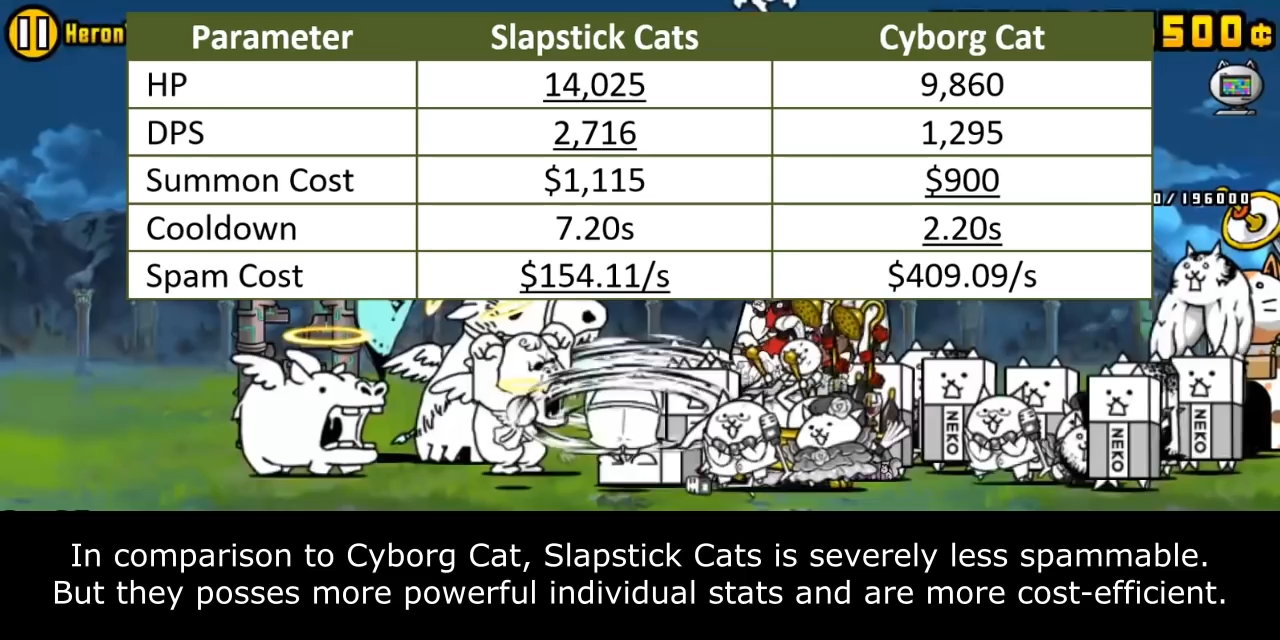 Heron
Parameter Slapstick Cats Cyborg Cat
500¢
HP 14,025 9,860
DPS 2,716 1,295
Summon Cost $1,115 $900
0/196000
Cooldown 7.20s 2.20s
Spam Cost $154.11/s $409.09/s
NEKO
NEKO
NEKO
In comparison to Cyborg Cat, Slapstick Cats is severely less spammable.
But they posses more powerful individual stats and are more cost-efficient.